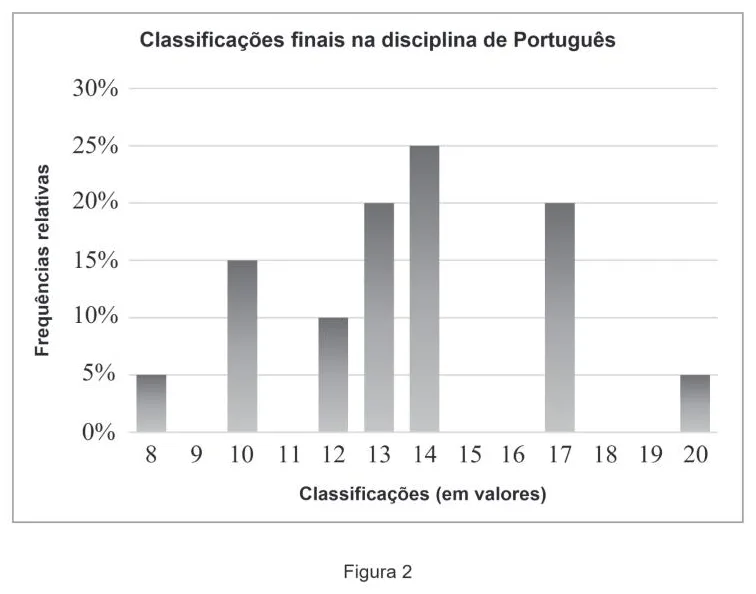 Classificações finais na disciplina de Português
Frequências relativas
30%
25%
20%
15%
10%
5%
0%
8 9 10 11 12 13 14 15 16 17 18 19 20
Classificações (em valores)
Figura 2